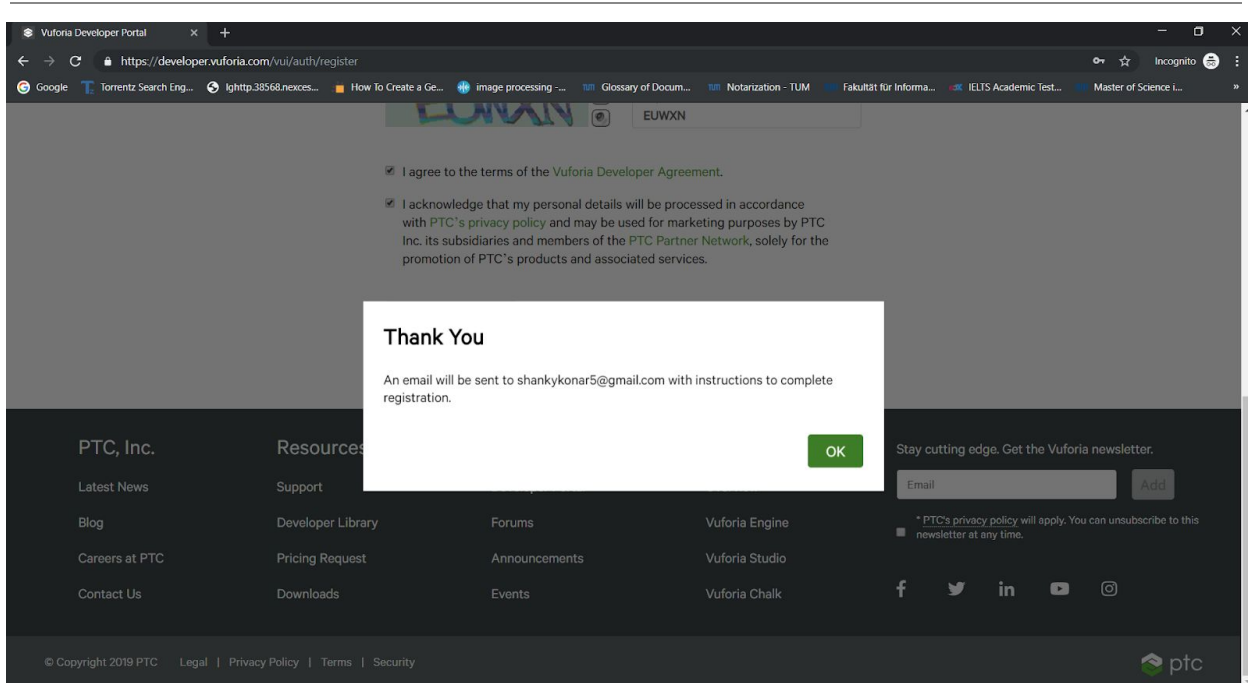 Vuforia Developer Portal
https://developer.vuforia.com/vui/auth/register
Incognito
Google
Torrentz Search Eng...
lghttp.38568.nexces...
How To Create a Ge...
image processing -...
Glossary of Docum...
Notarization - TUM
Fakultät für Informa...
IELTS Academic Test...
Master of Science i...
»
EUWXN
EUWXN
I agree to the terms of the Vuforia Developer Agreement.
I acknowledge that my personal details will be processed in accordance
with PTC's privacy policy and may be used for marketing purposes by PTC
Inc. its subsidiaries and members of the PTC Partner Network, solely for the
promotion of PTC's products and associated services.
Thank You
An email will be sent to shankykonar5@gmail.com with instructions to complete
registration.
OK
PTC, Inc.
Latest News
Blog
Careers at PTC
Contact Us
Resources
Support
Developer Library
Pricing Request
Downloads
Forums
Announcements
Events
Vuforia Engine
Vuforia Studio
Vuforia Chalk
Stay cutting edge. Get the Vuforia newsletter.
Email
Add
* PTC's privacy policy will apply. You can unsubscribe to this
newsletter at any time.
© Copyright 2019 PTC Legal | Privacy Policy | Terms | Security
ptc